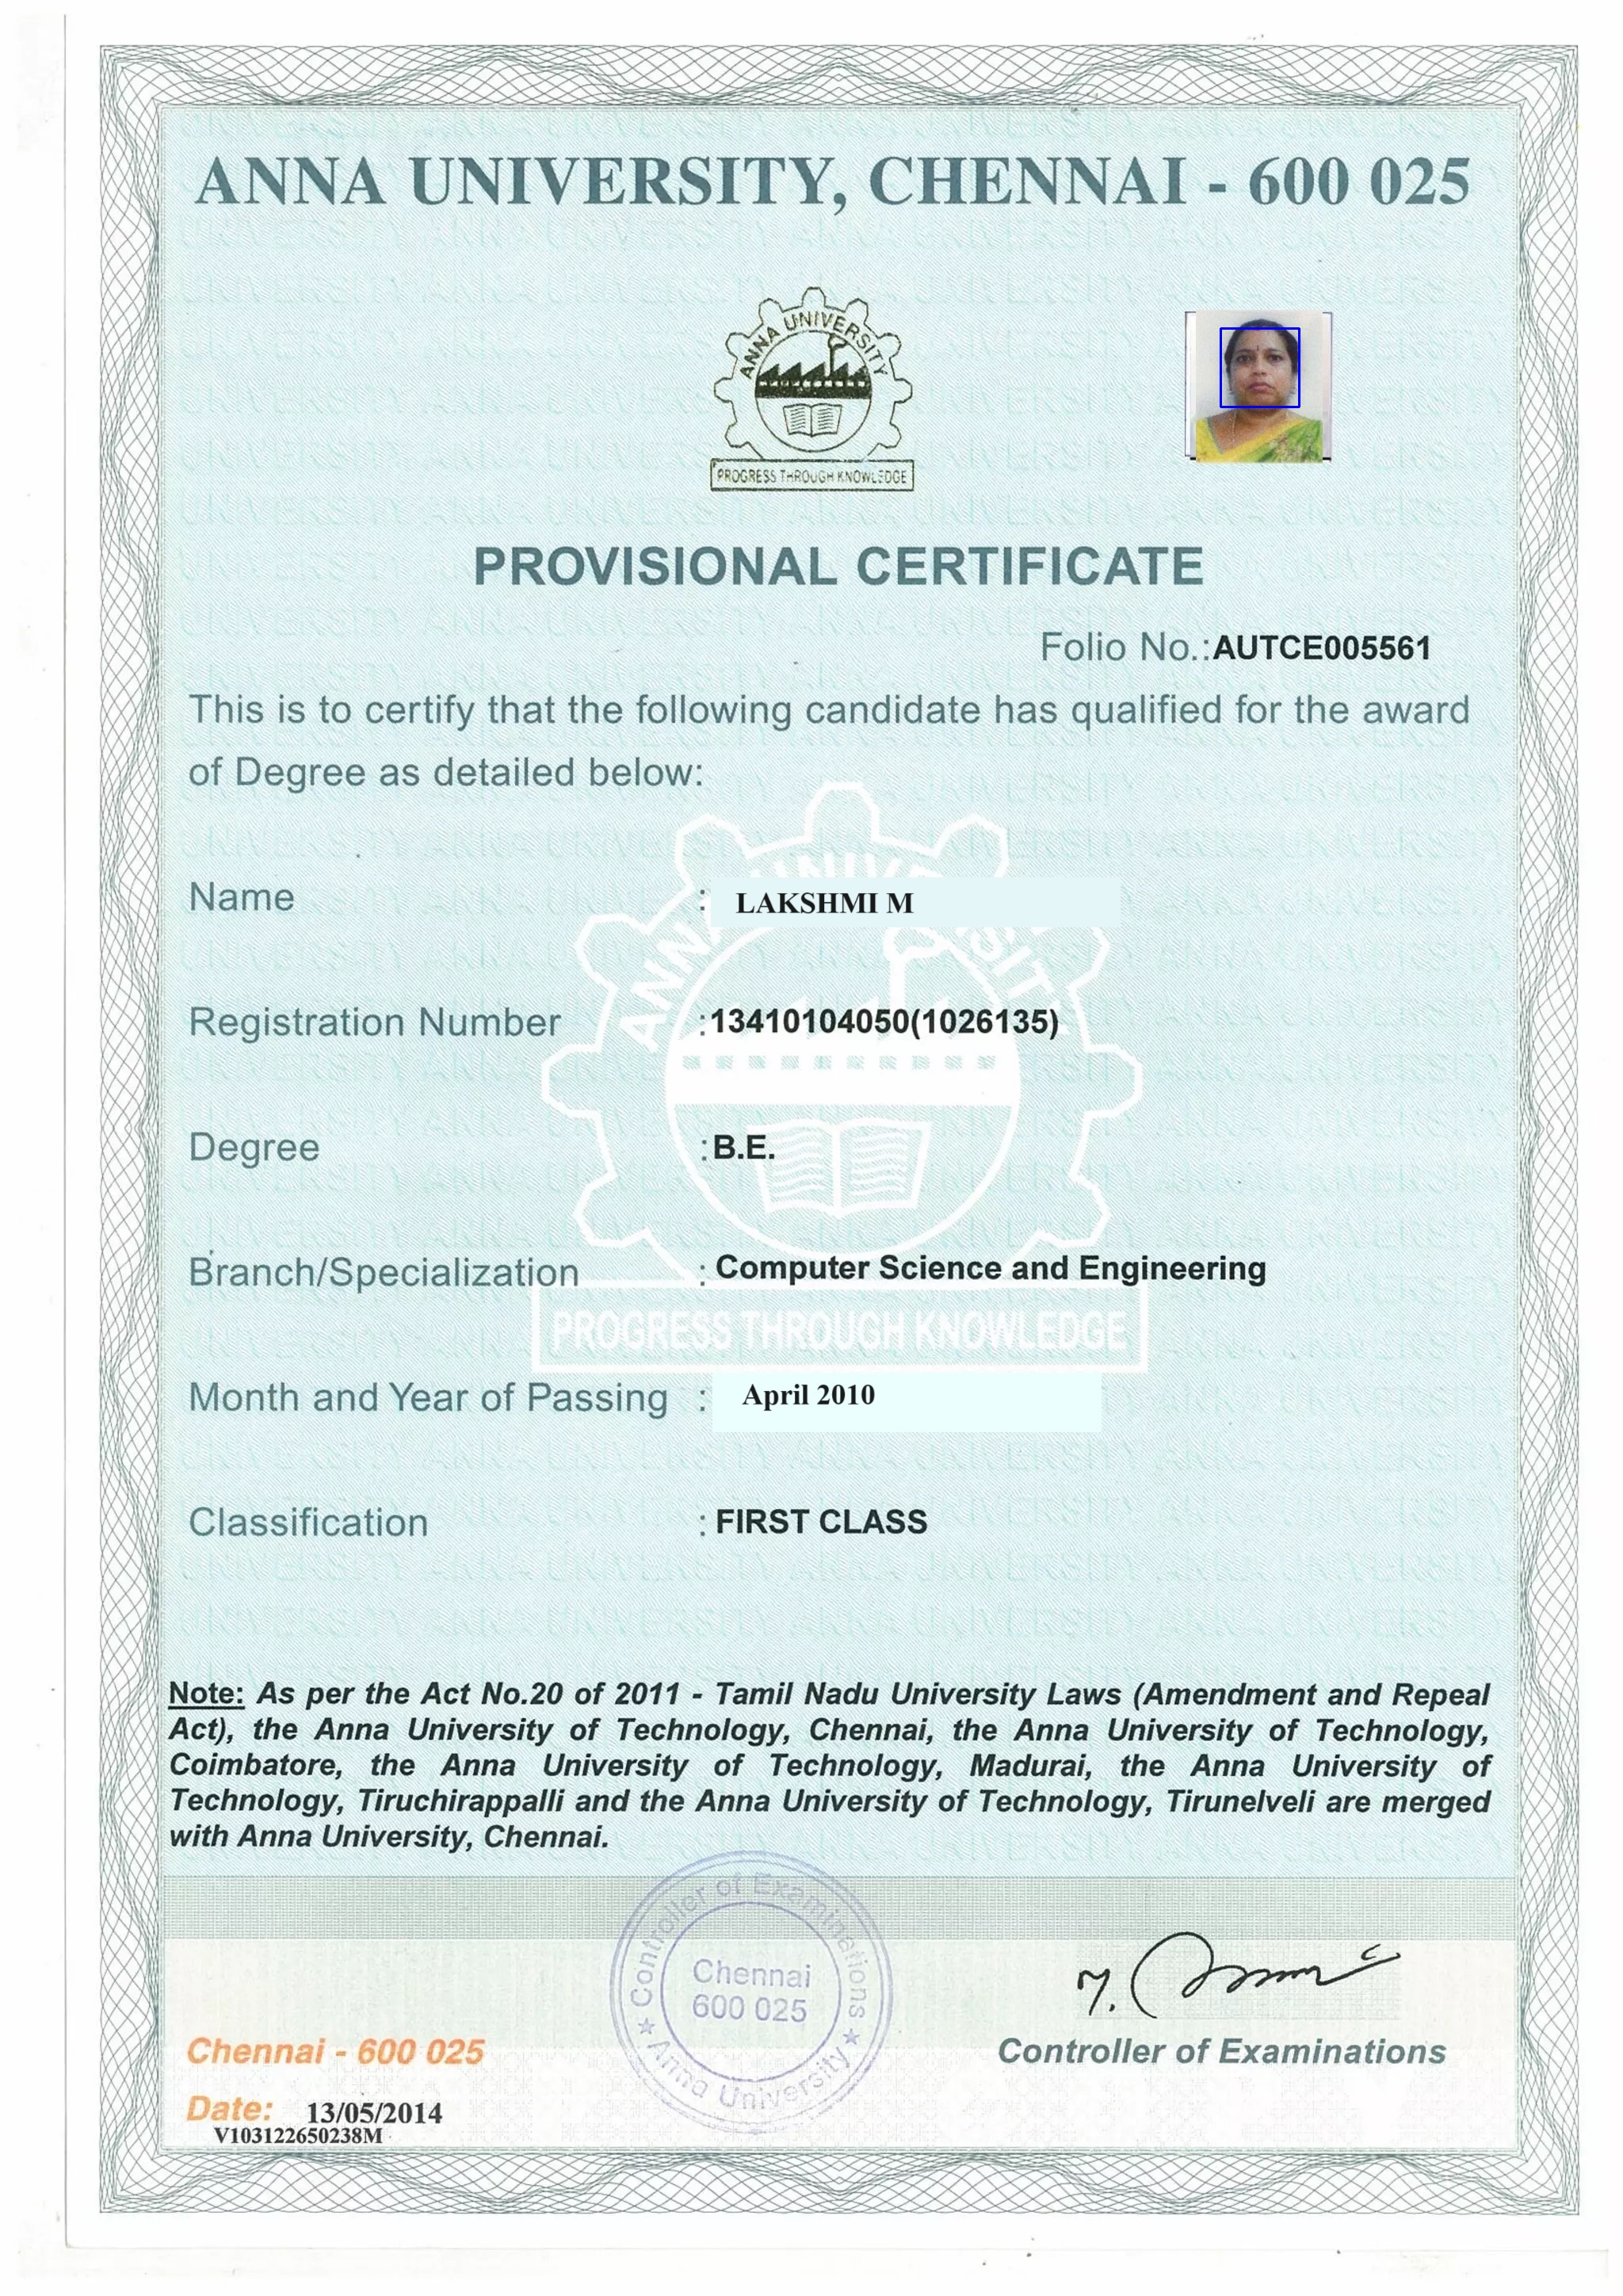 ANNA UNIVERSITY, CHENNAI - 600 025
ANNA UNIVERSITY
PROGRESS THROUGH KNOWLEDGE
PROVISIONAL CERTIFICATE
Folio No.:AUTCE005561
This is to certify that the following candidate has qualified for the award
of Degree as detailed below:
Name : LAKSHMI M
Registration Number :13410104050(1026135)
Degree :B.E.
Branch/Specialization : Computer Science and Engineering
PROGRESS THROUGH KNOWLEDGE
Month and Year of Passing : April 2010
Classification : FIRST CLASS
Note: As per the Act No.20 of 2011 - Tamil Nadu University Laws (Amendment and Repeal
Act), the Anna University of Technology, Chennai, the Anna University of Technology,
Coimbatore, the Anna University of Technology, Madurai, the Anna University of
Technology, Tiruchirappalli and the Anna University of Technology, Tirunelveli are merged
with Anna University, Chennai.
Controller of Examinations
Chennai
600 025
Anna University
Controller of Examinations
Chennai - 600 025
Date: 13/05/2014
V103122650238M